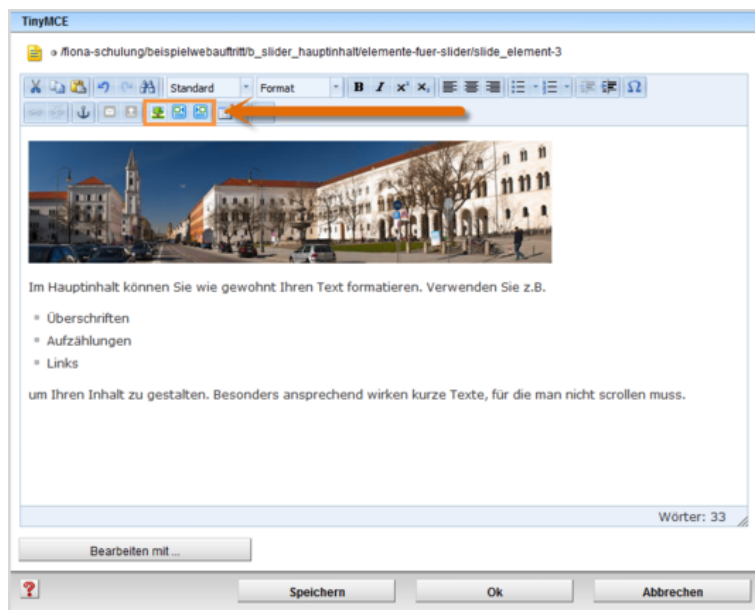 TinyMCE
/fiona-schulung/beispielwebauftritt/b_slider_hauptinhalt/elemente-fuer-slider/slide_element-3
Standard Format B I x² x₂ Ω
Im Hauptinhalt können Sie wie gewohnt Ihren Text formatieren. Verwenden Sie z.B.
Überschriften
Aufzählungen
Links
um Ihren Inhalt zu gestalten. Besonders ansprechend wirken kurze Texte, für die man nicht scrollen muss.
Wörter: 33
Bearbeiten mit ...
? Speichern Ok Abbrechen